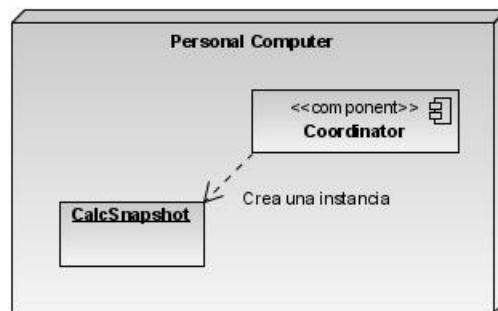 Personal Computer
<<component>>
Coordinator
Crea una instancia
CalcSnapshot